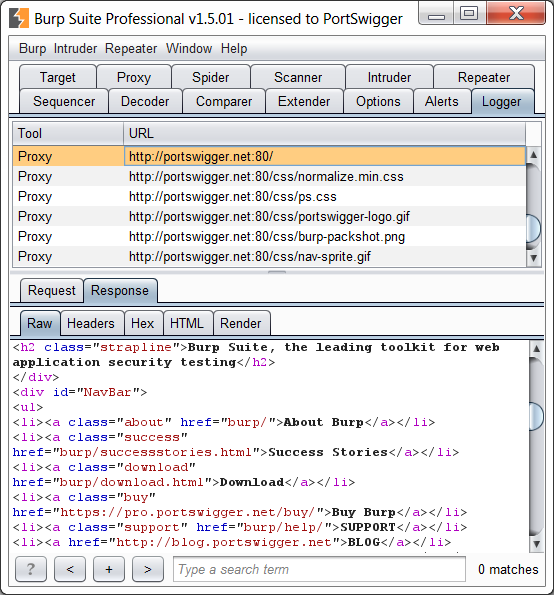 Burp Suite Professional v1.5.01 - licensed to PortSwigger
Burp Intruder Repeater Window Help
Target Proxy Spider Scanner Intruder Repeater
Sequencer Decoder Comparer Extender Options Alerts Logger
Tool URL
Proxy http://portswigger.net:80/
Proxy http://portswigger.net:80/css/normalize.min.css
Proxy http://portswigger.net:80/css/ps.css
Proxy http://portswigger.net:80/css/portswigger-logo.gif
Proxy http://portswigger.net:80/css/burp-packshot.png
Proxy http://portswigger.net:80/css/nav-sprite.gif
Request Response
Raw Headers Hex HTML Render
<h2 class="strapline">Burp Suite, the leading toolkit for web
application security testing</h2>
</div>
<div id="NavBar">
<ul>
<li><a class="about" href="burp/">About Burp</a></li>
<li><a class="success"
href="burp/successstories.html">Success Stories</a></li>
<li><a class="download"
href="burp/download.html">Download</a></li>
<li><a class="buy"
href="https://pro.portswigger.net/buy/">Buy Burp</a></li>
<li><a class="support" href="burp/help/">SUPPORT</a></li>
<li><a href="http://blog.portswigger.net">BLOG</a></li>
? < + > Type a search term 0 matches